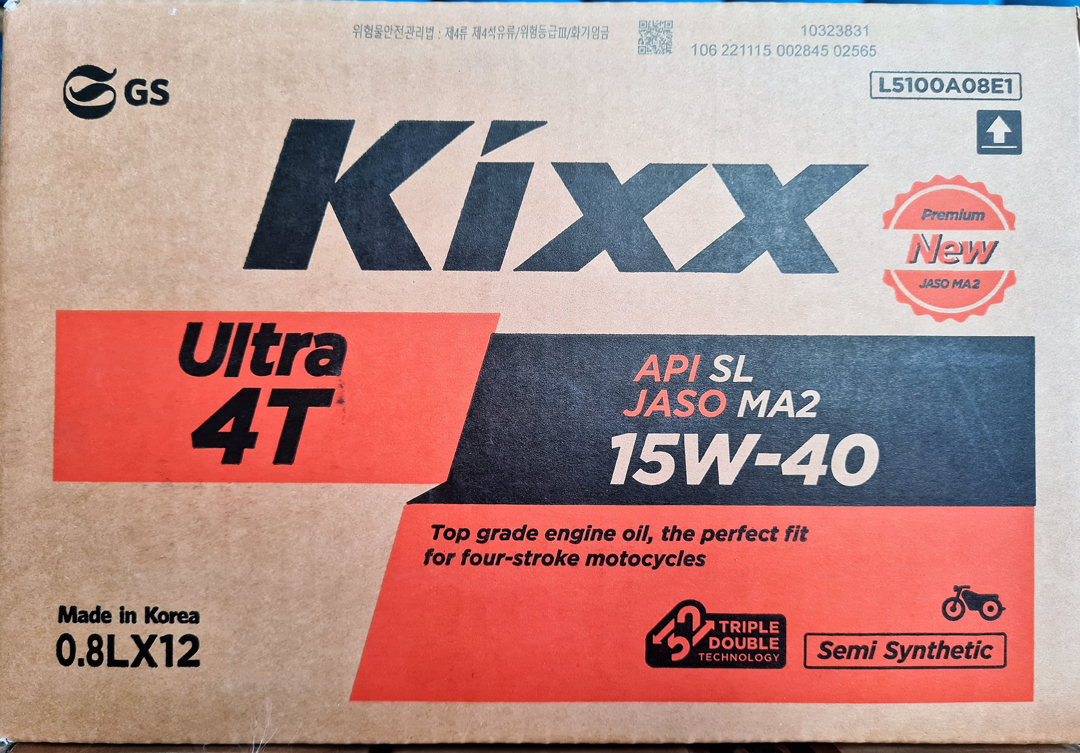 위험물안전관리법 : 제4류 제4석유류/위험등급Ⅲ/화기엄금
10323831
106 221115 002845 02565
GS
L5100A08E1
Kixx
Premium
New
JASO MA2
Ultra
4T
API SL
JASO MA2
15W-40
Top grade engine oil, the perfect fit
for four-stroke motocycles
Made in Korea
0.8LX12
TRIPLE
DOUBLE
TECHNOLOGY
Semi Synthetic